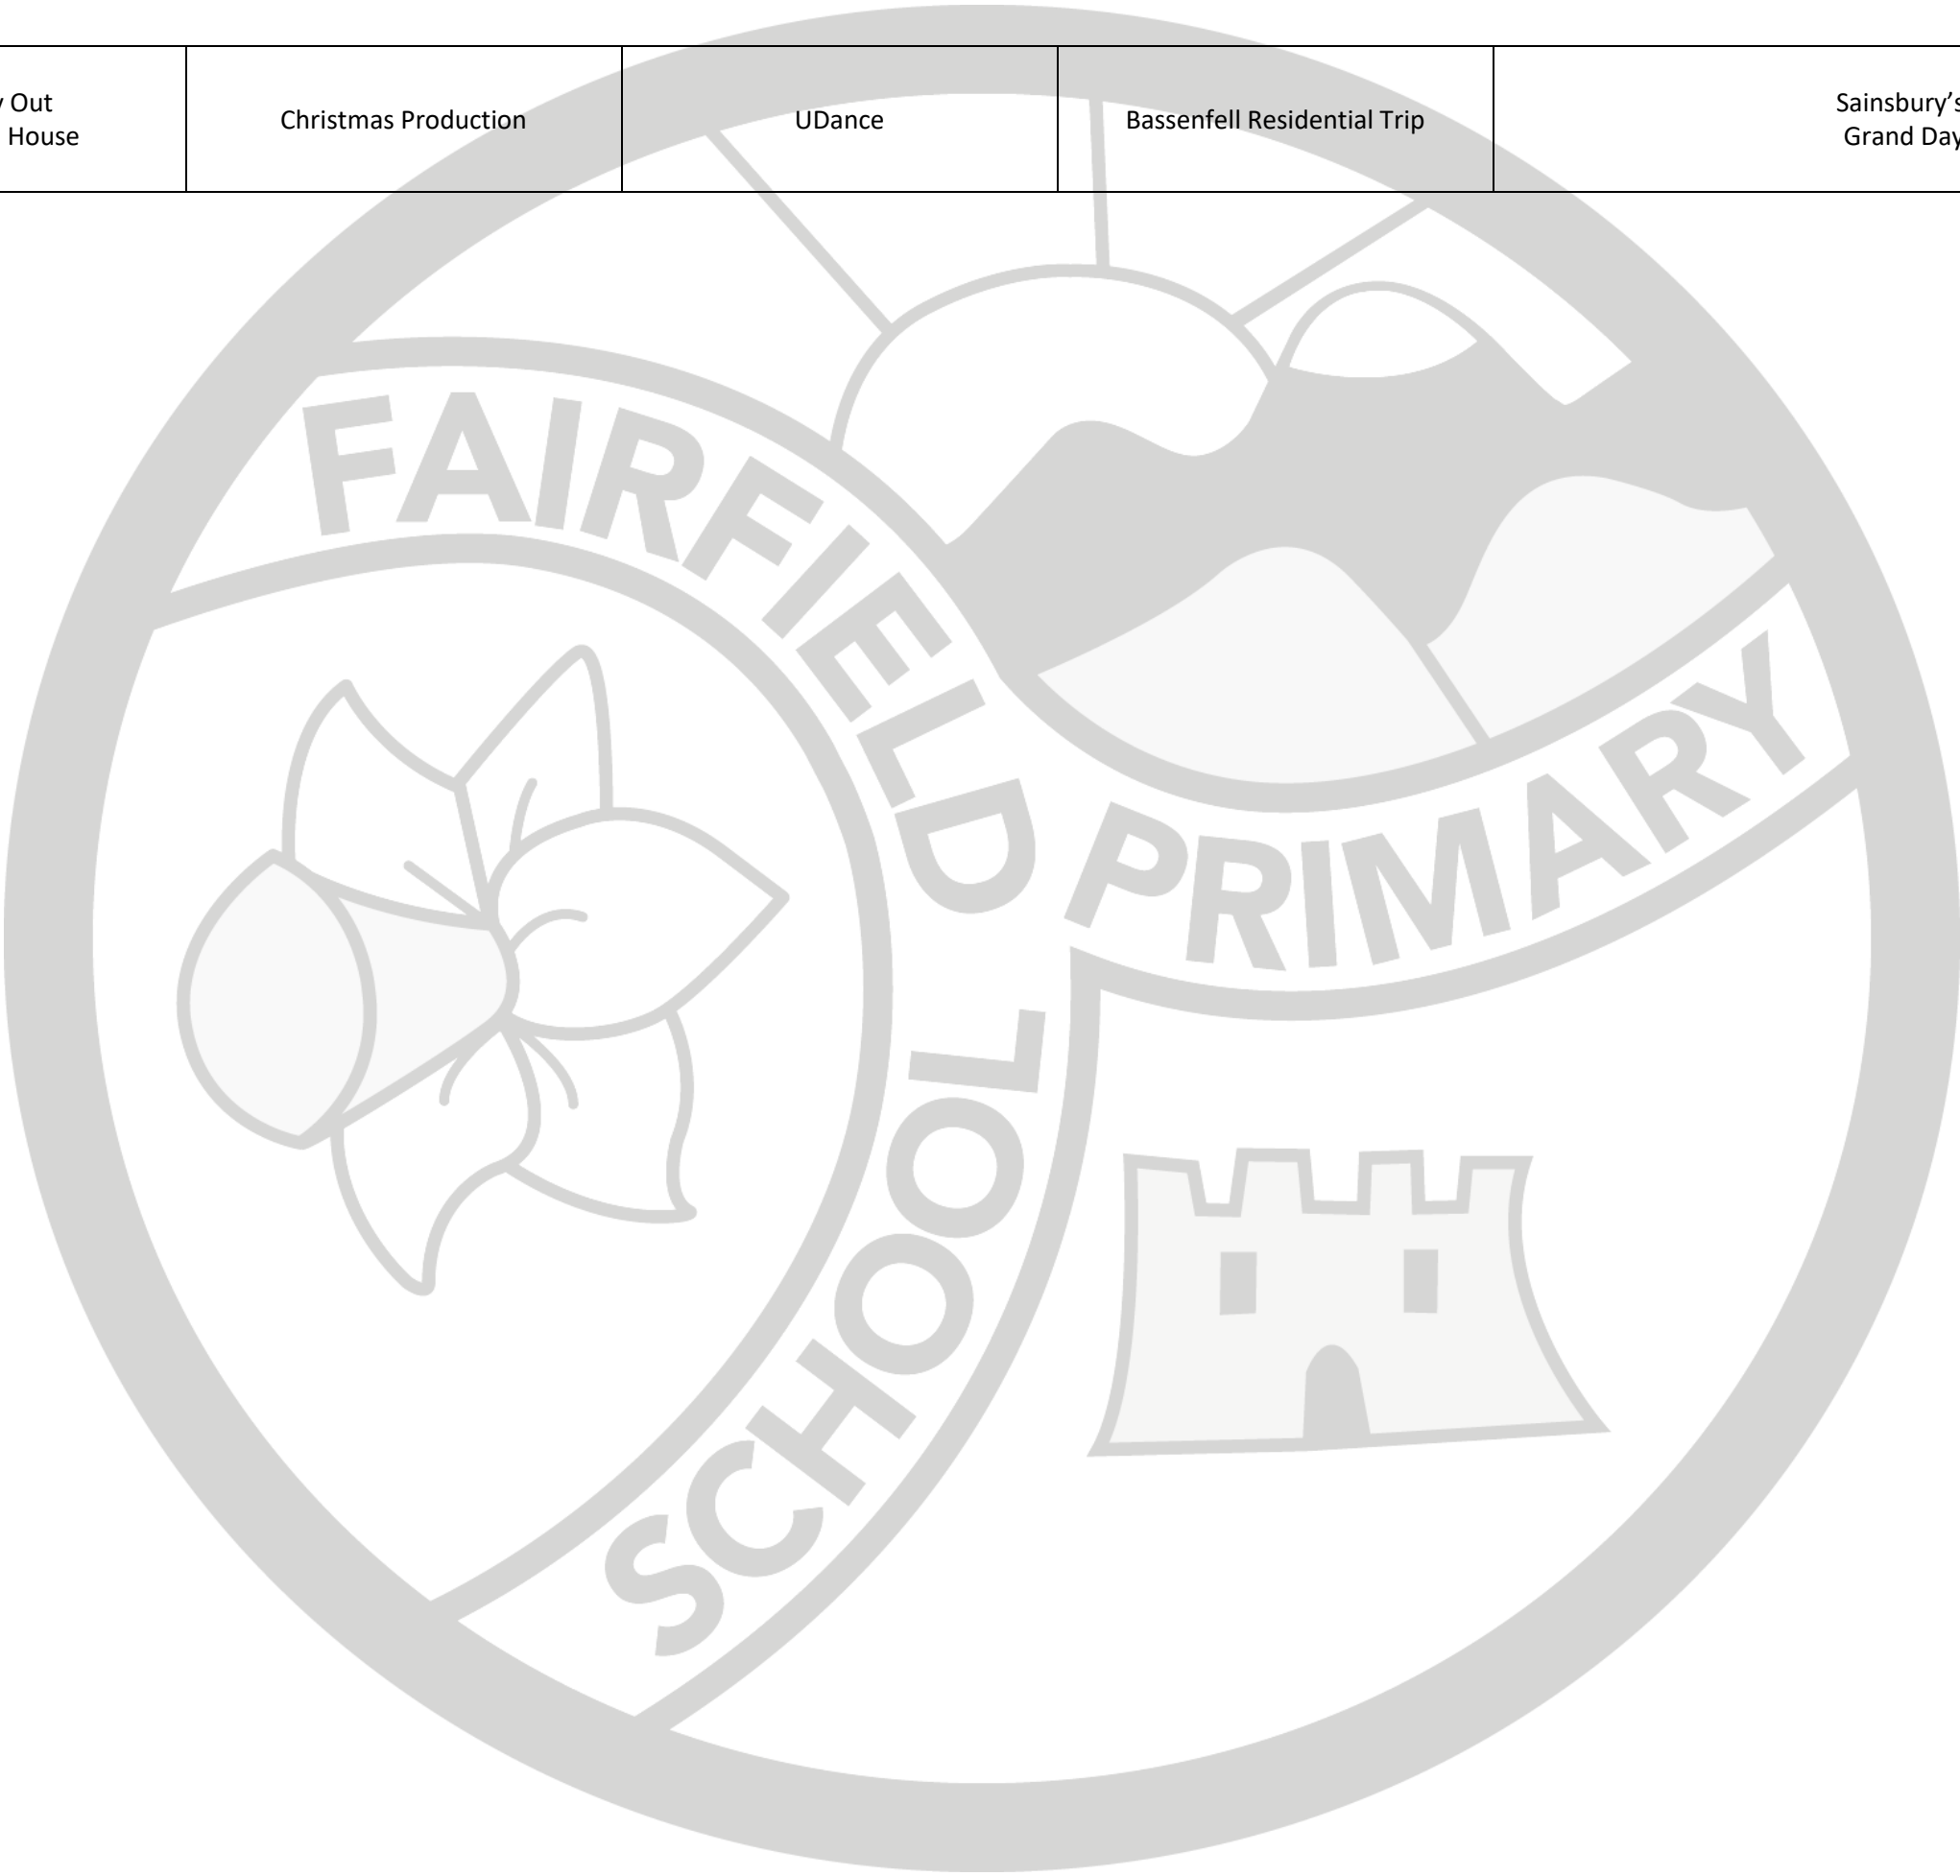 Out
House
Christmas Production
UDance
Bassenfell Residential Trip
Sainsbury's
Grand Day
FAIRFIELD PRIMARY
SCHOOL